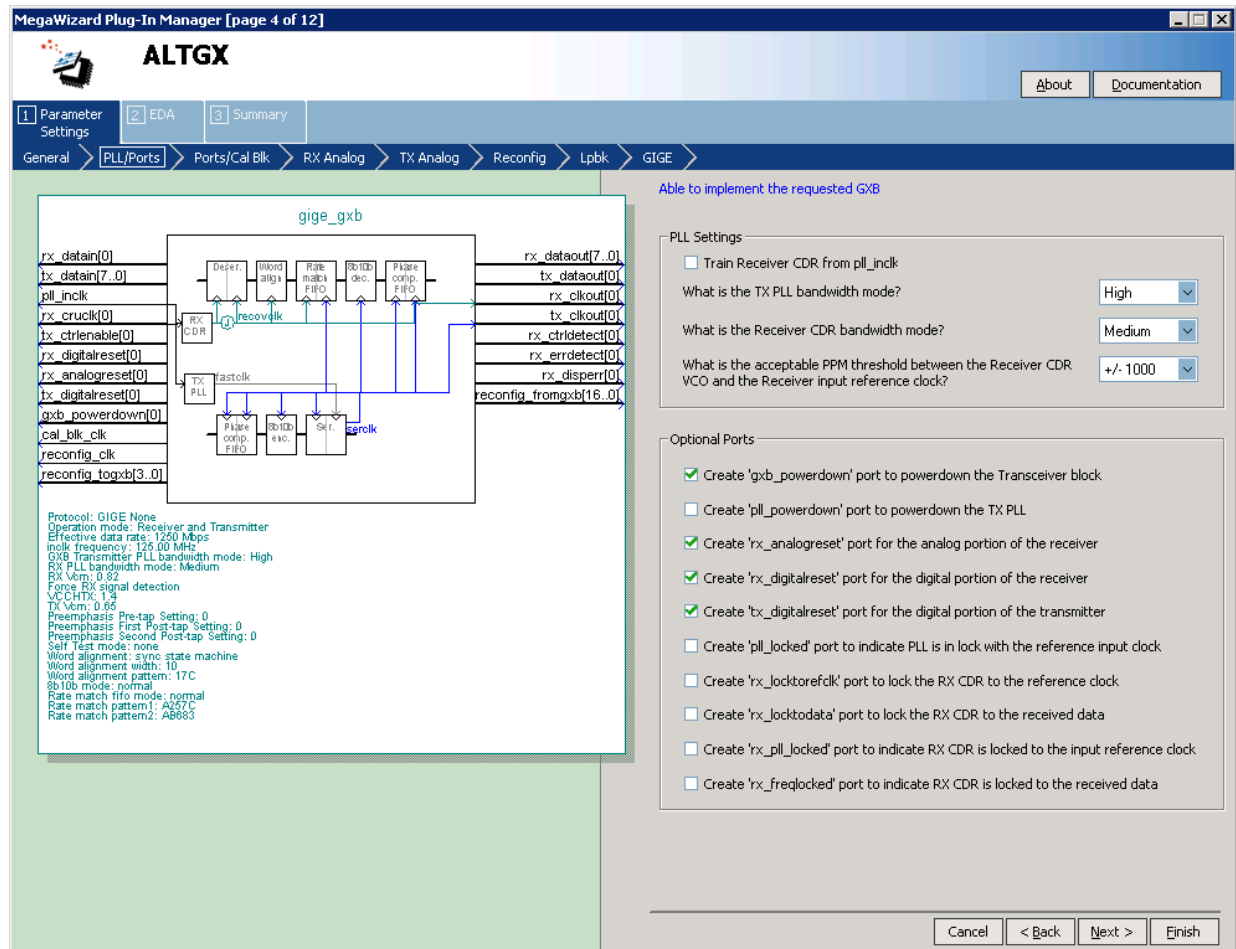 MegaWizard Plug-In Manager [page 4 of 12]
ALTGX
About
Documentation
1 Parameter Settings
2 EDA
3 Summary
General
PLL/Ports
Ports/Cal Blk
RX Analog
TX Analog
Reconfig
Lpbk
GIGE
gige_gxb
rx_datain[0]
tx_datain[7..0]
pll_inclk
rx_cruclk[0]
tx_ctrlenable[0]
rx_digitalreset[0]
rx_analogreset[0]
tx_digitalreset[0]
gxb_powerdown[0]
cal_blk_clk
reconfig_clk
reconfig_togxb[3..0]
Deser.
Word
align
Rate
match
FIFO
8b10b
dec.
Phase
comp.
FIFO
RX
CDR
recovclk
TX
PLL
fastclk
Phase
comp.
FIFO
8b10b
enc.
Ser.
serclk
rx_dataout[7..0]
tx_dataout[0]
rx_clkout[0]
tx_clkout[0]
rx_ctrldetect[0]
rx_errdetect[0]
rx_disperr[0]
reconfig_fromgxb[16..0]
Protocol: GIGE None
Operation mode: Receiver and Transmitter
Effective data rate: 1250 Mbps
inclk frequency: 125.00 MHz
GXB Transmitter PLL bandwidth mode: High
RX PLL bandwidth mode: Medium
RX Vcm: 0.82
Force RX signal detection
VCCHTX: 1.4
TX Vcm: 0.65
Preemphasis Pre-tap Setting: 0
Preemphasis First Post-tap Setting: 0
Preemphasis Second Post-tap Setting: 0
Self Test mode: none
Word alignment: sync state machine
Word alignment width: 10
Word alignment pattern: 17C
8b10b mode: normal
Rate match fifo mode: normal
Rate match pattern1: A257C
Rate match pattern2: AB683
Able to implement the requested GXB
PLL Settings
Train Receiver CDR from pll_inclk
What is the TX PLL bandwidth mode?
High
What is the Receiver CDR bandwidth mode?
Medium
What is the acceptable PPM threshold between the Receiver CDR
VCO and the Receiver input reference clock?
+/- 1000
Optional Ports
Create 'gxb_powerdown' port to powerdown the Transceiver block
Create 'pll_powerdown' port to powerdown the TX PLL
Create 'rx_analogreset' port for the analog portion of the receiver
Create 'rx_digitalreset' port for the digital portion of the receiver
Create 'tx_digitalreset' port for the digital portion of the transmitter
Create 'pll_locked' port to indicate PLL is in lock with the reference input clock
Create 'rx_locktorefclk' port to lock the RX CDR to the reference clock
Create 'rx_locktodata' port to lock the RX CDR to the received data
Create 'rx_pll_locked' port to indicate RX CDR is locked to the input reference clock
Create 'rx_freqlocked' port to indicate RX CDR is locked to the received data
Cancel
< Back
Next >
Finish